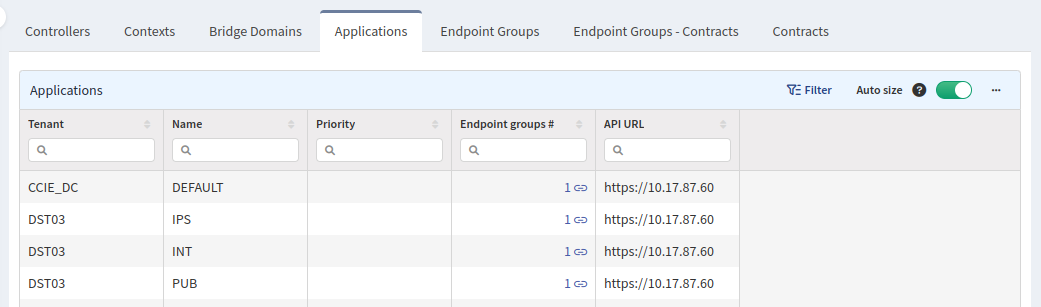 Controllers Contexts Bridge Domains Applications Endpoint Groups Endpoint Groups - Contracts Contracts
Applications Filter Auto size ? ...
Tenant Name Priority Endpoint groups # API URL
CCIE_DC DEFAULT 1 https://10.17.87.60
DST03 IPS 1 https://10.17.87.60
DST03 INT 1 https://10.17.87.60
DST03 PUB 1 https://10.17.87.60